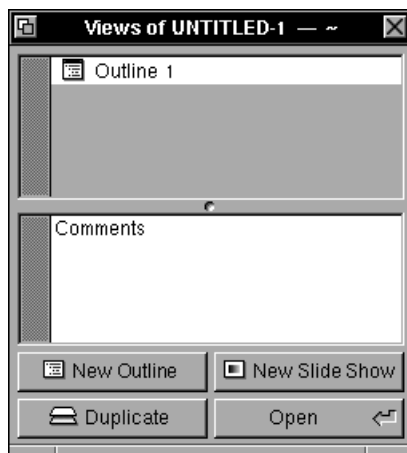 Views of UNTITLED-1 — ~
Outline 1
Comments
New Outline
New Slide Show
Duplicate
Open